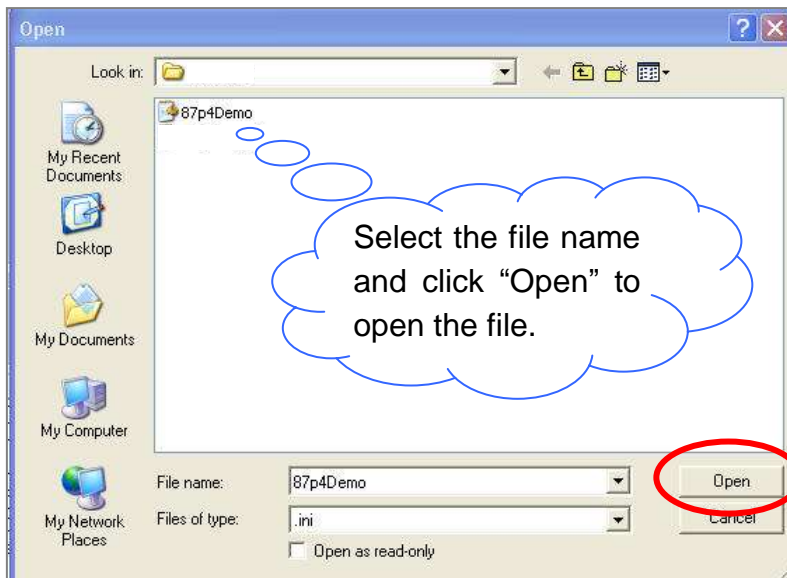 Open
Look in:
87p4Demo
My Recent
Documents
Desktop
My Documents
My Computer
My Network
Places
Select the file name
and click “Open” to
open the file.
File name:
87p4Demo
Open
Files of type:
.ini
Cancel
Open as read-only